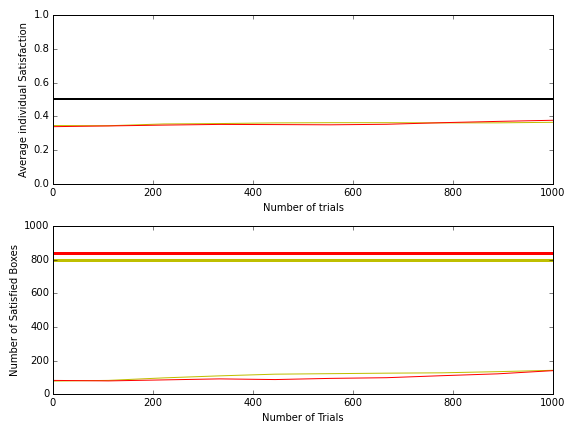 1.0
0.8
0.6
0.4
0.2
0.0
Average individual Satisfaction
0 200 400 600 800 1000
Number of trials
1000
800
600
400
200
0
Number of Satisfied Boxes
0 200 400 600 800 1000
Number of Trials